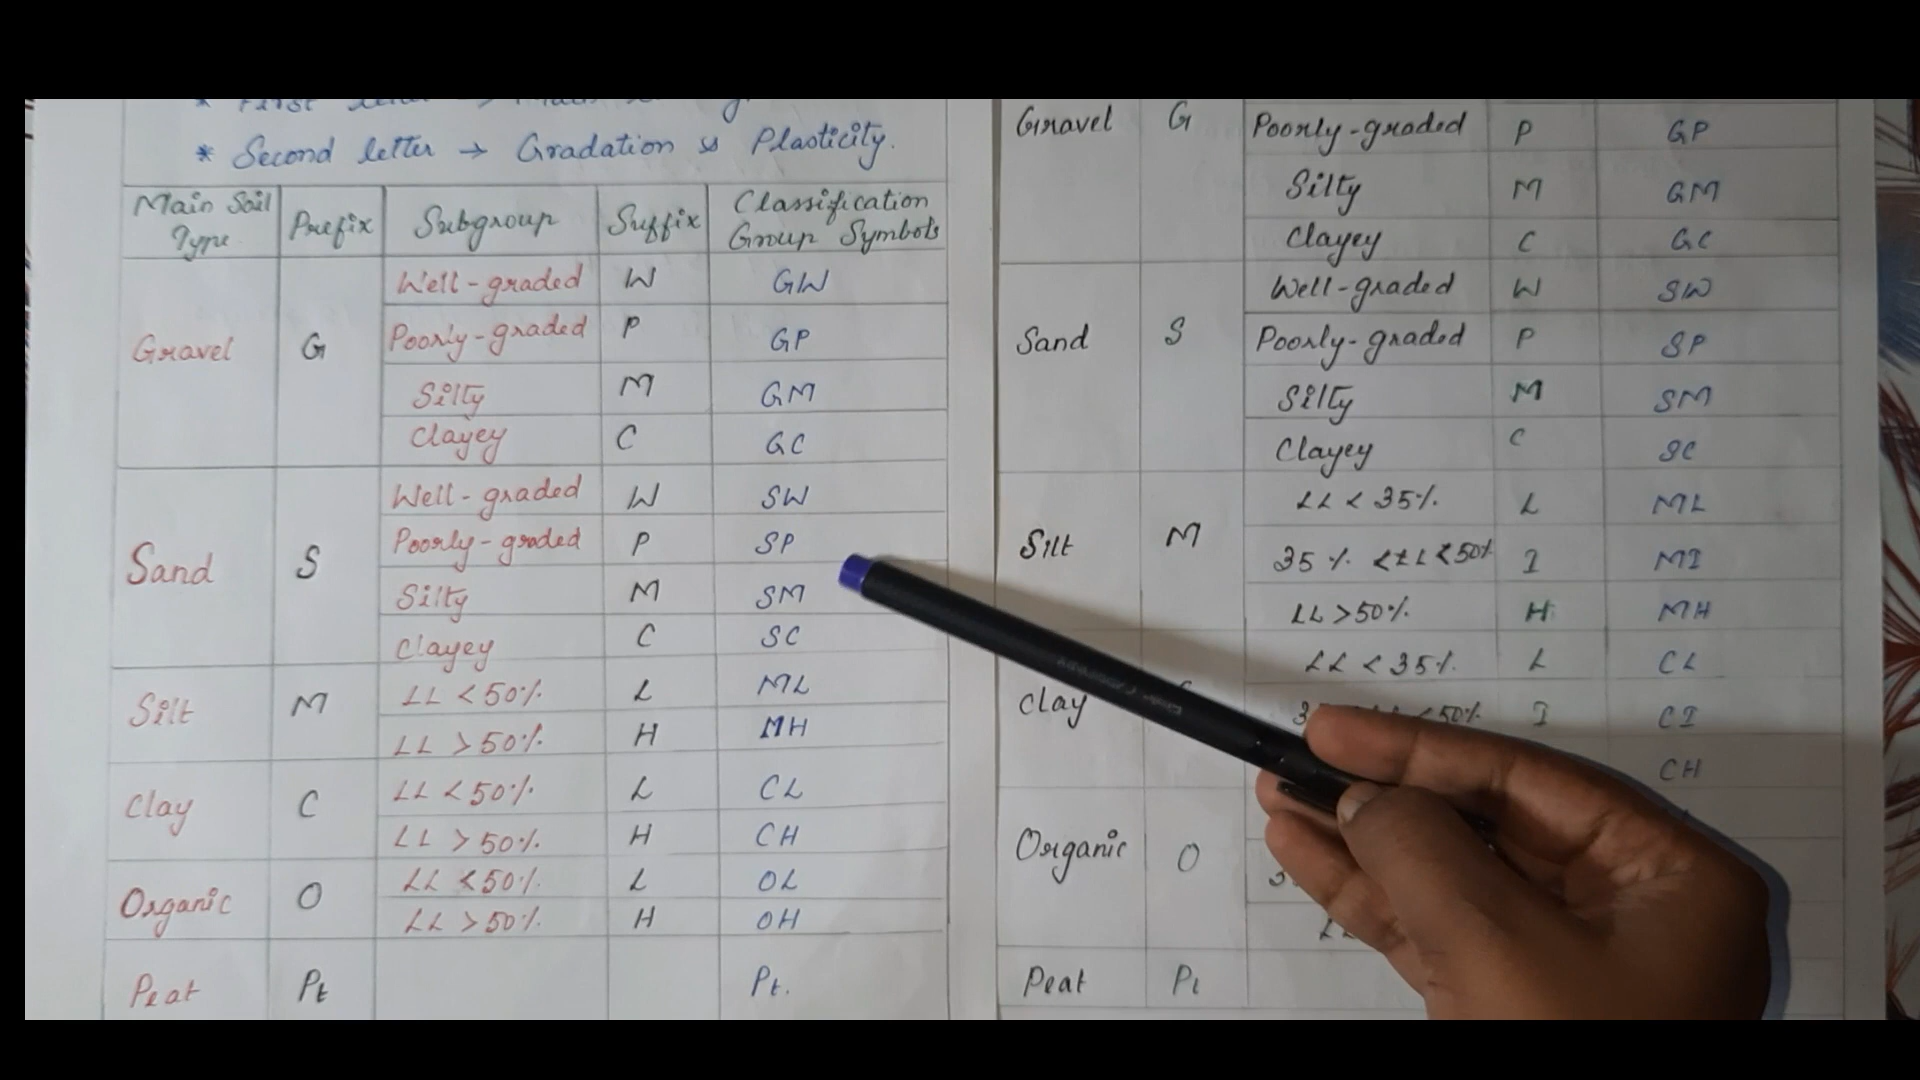 * Second letter → Gradation & Plasticity.
Main Soil Type Prefix Subgroup Suffix Classification Group Symbols
Gravel G Well-graded W GW
Poorly-graded P GP
Silty M GM
Clayey C GC
Sand S Well-graded W SW
Poorly-graded P SP
Silty M SM
Clayey C SC
Silt M LL < 50% L ML
LL > 50% H MH
Clay C LL < 50% L CL
LL > 50% H CH
Organic O LL < 50% L OL
LL > 50% H OH
Peat Pt Pt.
Gravel G Poorly-graded P GP
Silty M GM
Clayey C GC
Sand S Well-graded W SW
Poorly-graded P SP
Silty M SM
Clayey C SC
Silt M LL < 35% L ML
35% < LL < 50% I MI
LL > 50% H MH
Clay LL < 35% L CL
< 50% I CI
CH
Organic O
Peat Pt